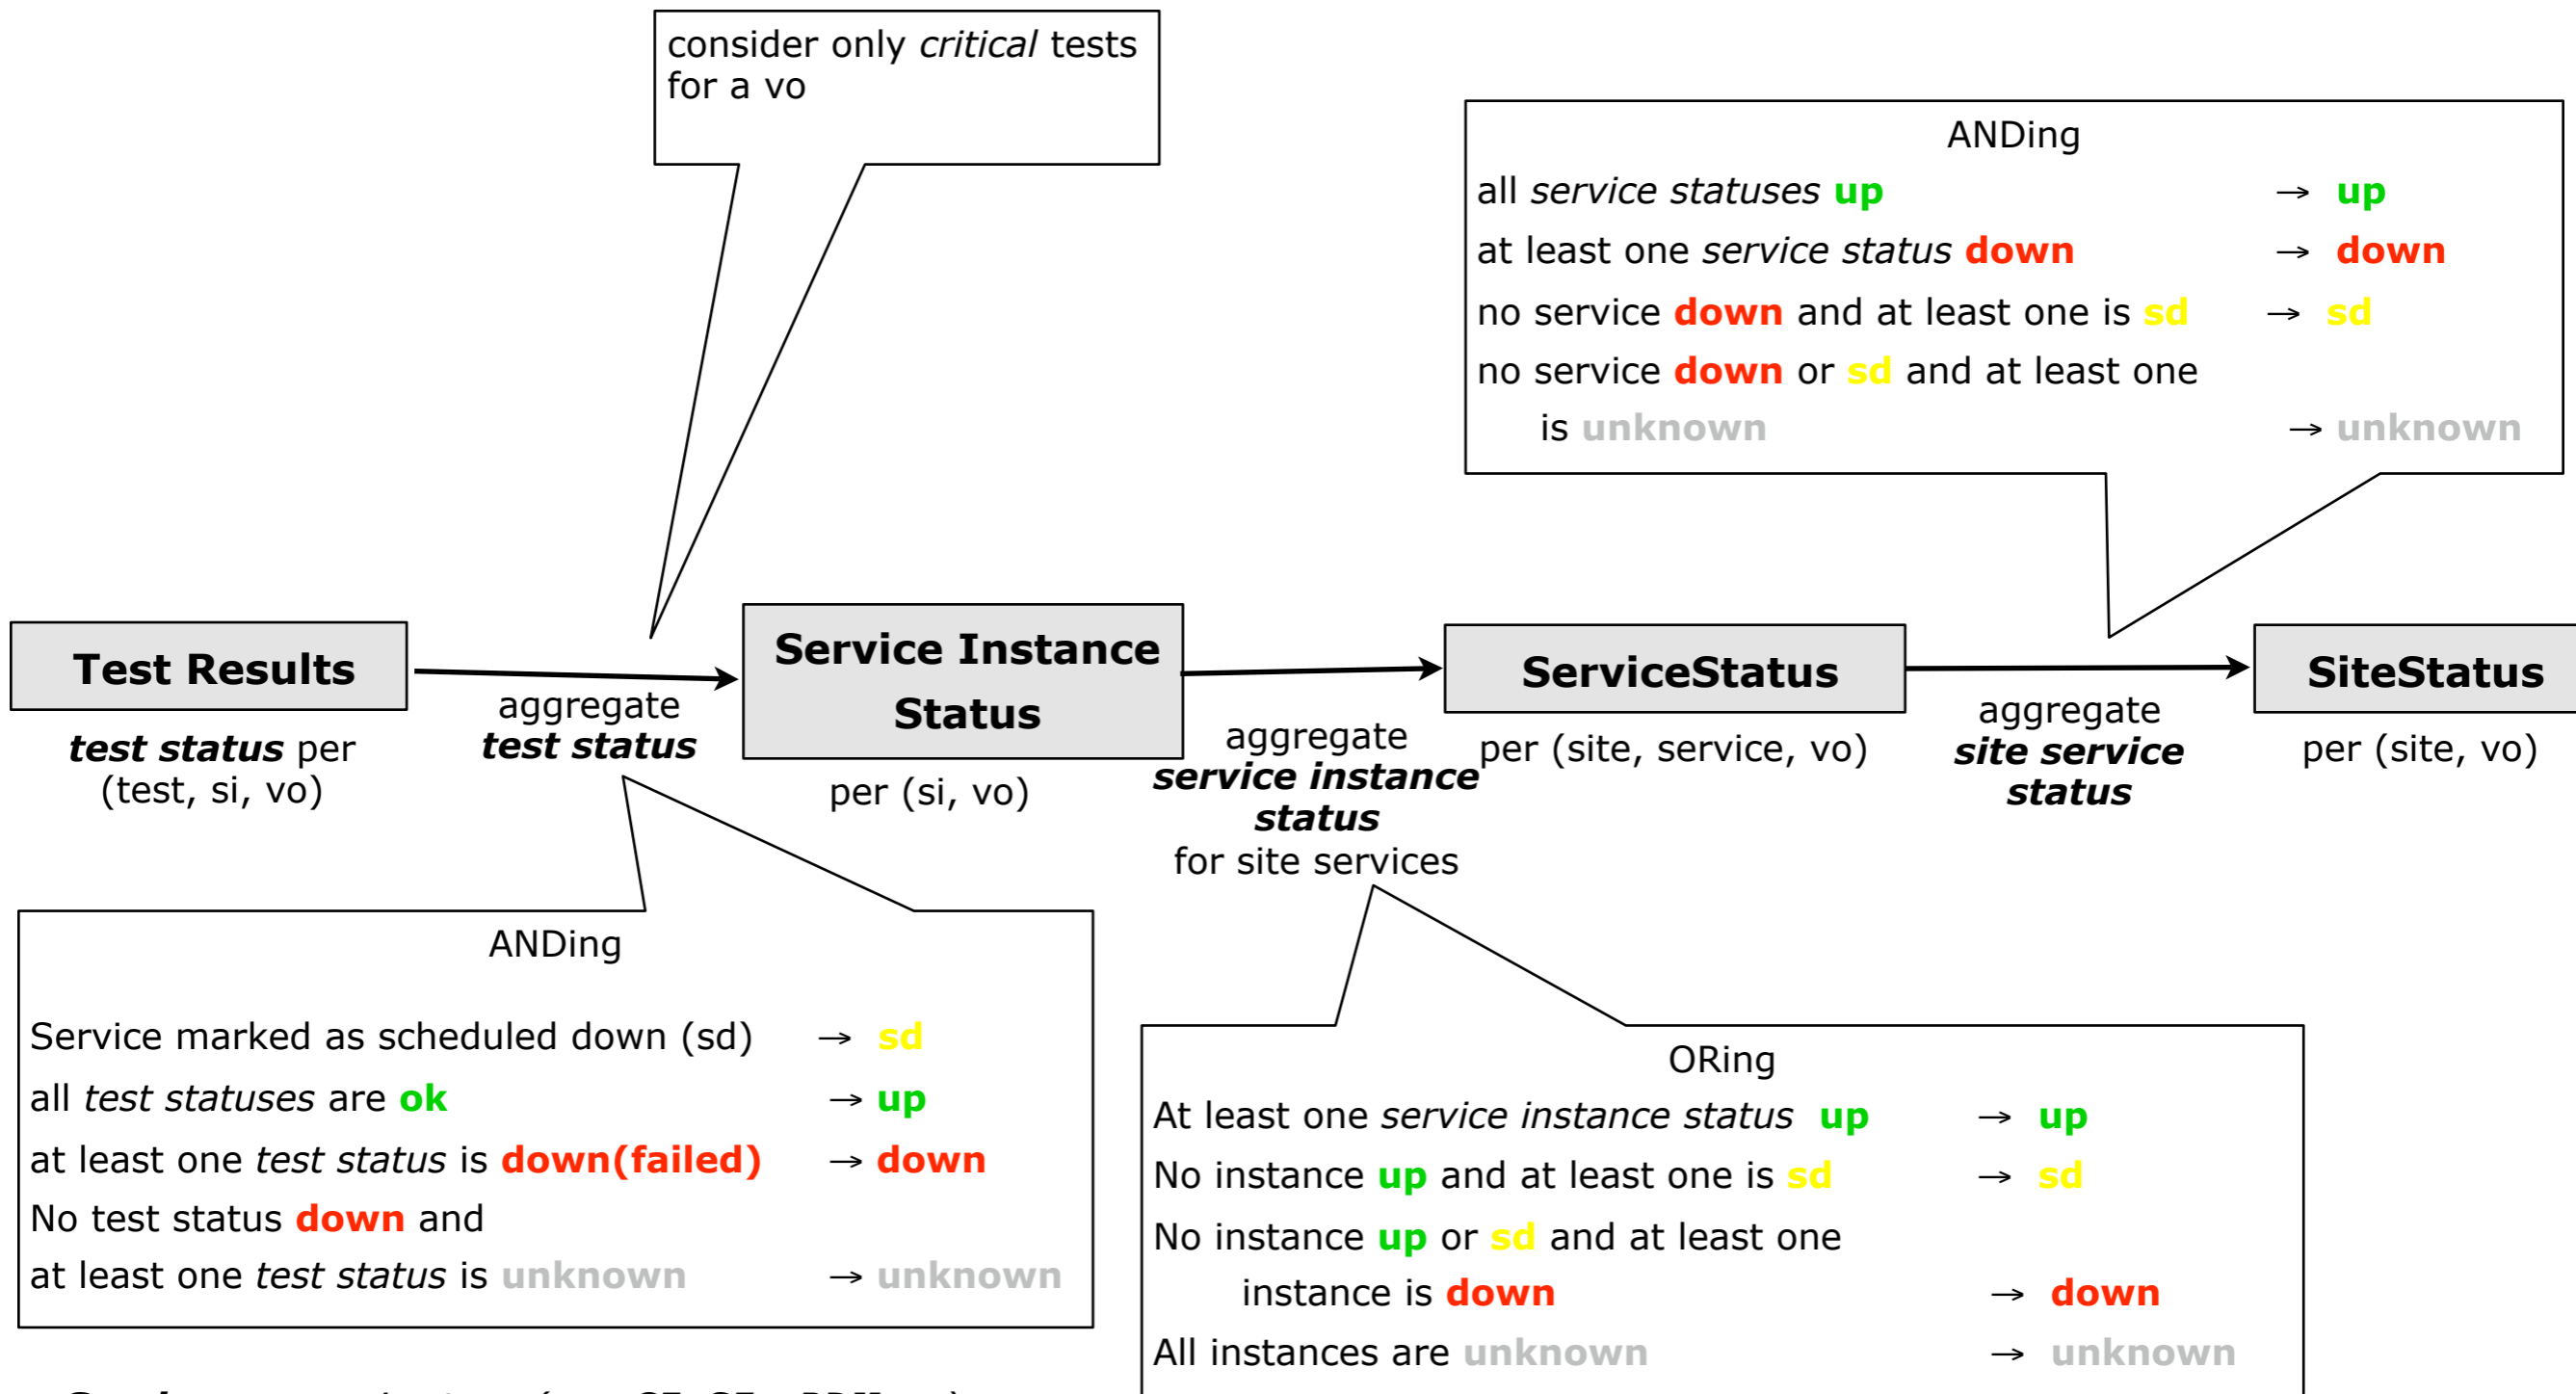 consider only critical tests
for a vo
ANDing
all service statuses up → up
at least one service status down → down
no service down and at least one is sd → sd
no service down or sd and at least one
is unknown → unknown
Test Results
test status per
(test, si, vo)
aggregate
test status
Service Instance
Status
per (si, vo)
aggregate
service instance
status
for site services
ServiceStatus
per (site, service, vo)
aggregate
site service
status
SiteStatus
per (site, vo)
ANDing
Service marked as scheduled down (sd) → sd
all test statuses are ok → up
at least one test status is down(failed) → down
No test status down and
at least one test status is unknown → unknown
ORing
At least one service instance status up → up
No instance up and at least one is sd → sd
No instance up or sd and at least one
instance is down → down
All instances are unknown → unknown